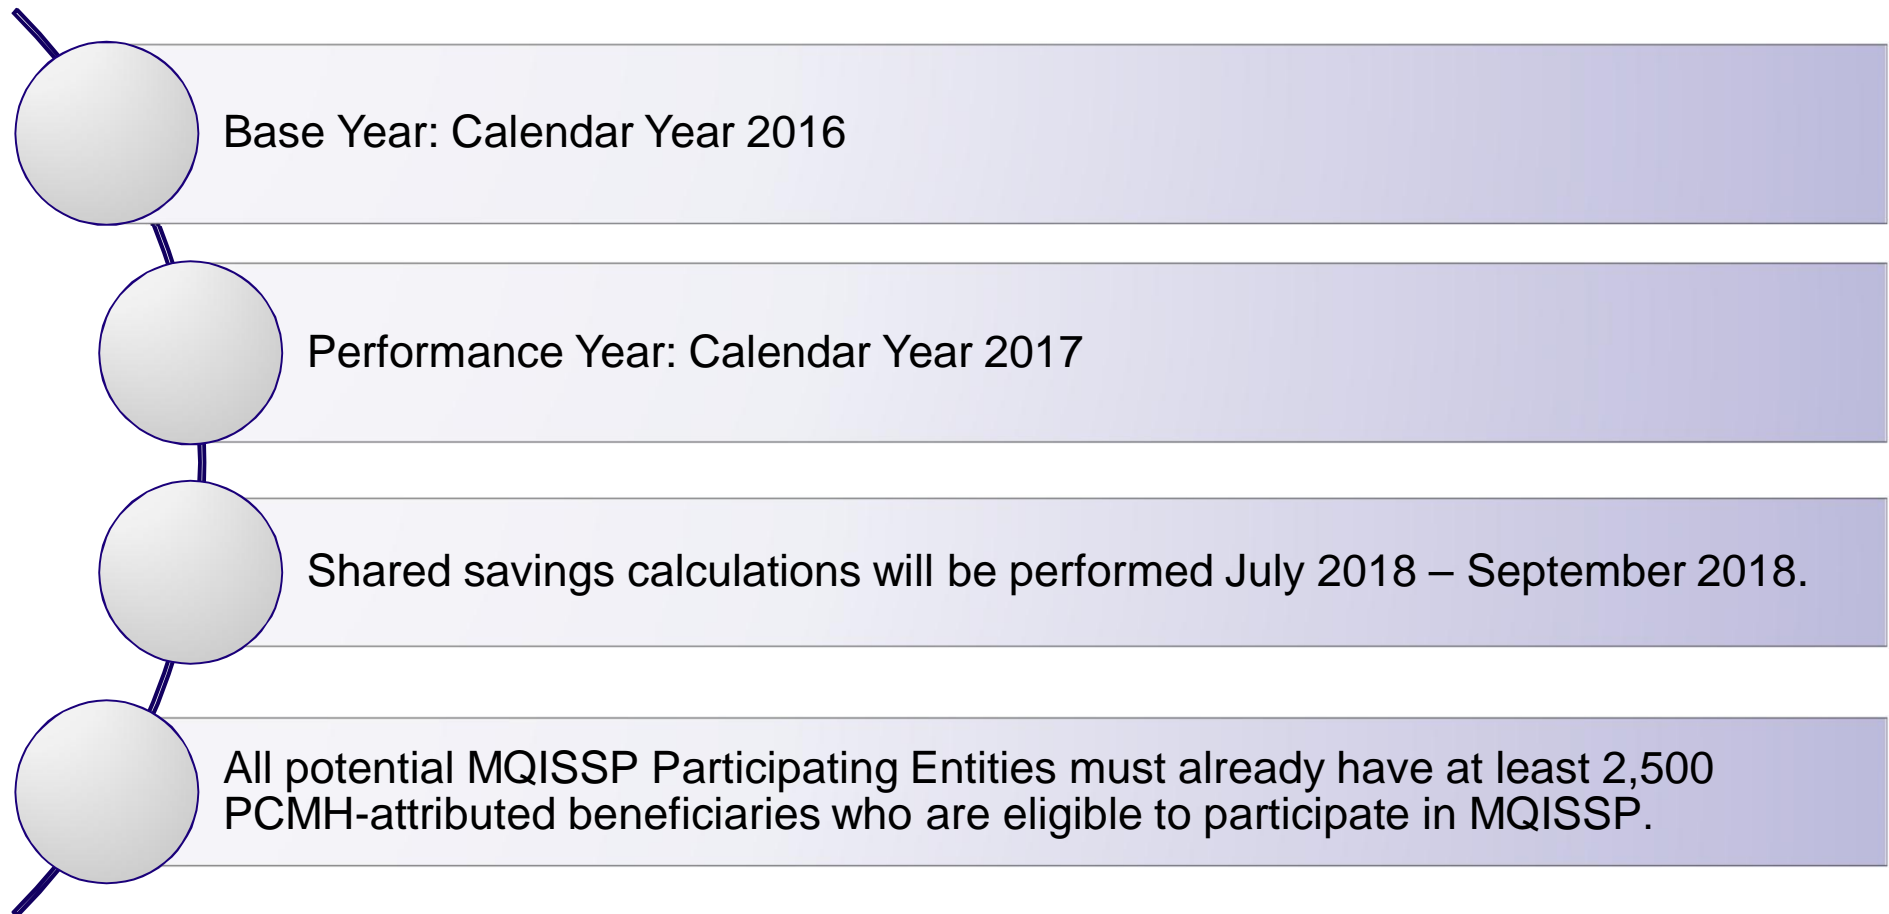 Base Year: Calendar Year 2016
Performance Year: Calendar Year 2017
Shared savings calculations will be performed July 2018 – September 2018.
All potential MQISSP Participating Entities must already have at least 2,500
PCMH-attributed beneficiaries who are eligible to participate in MQISSP.